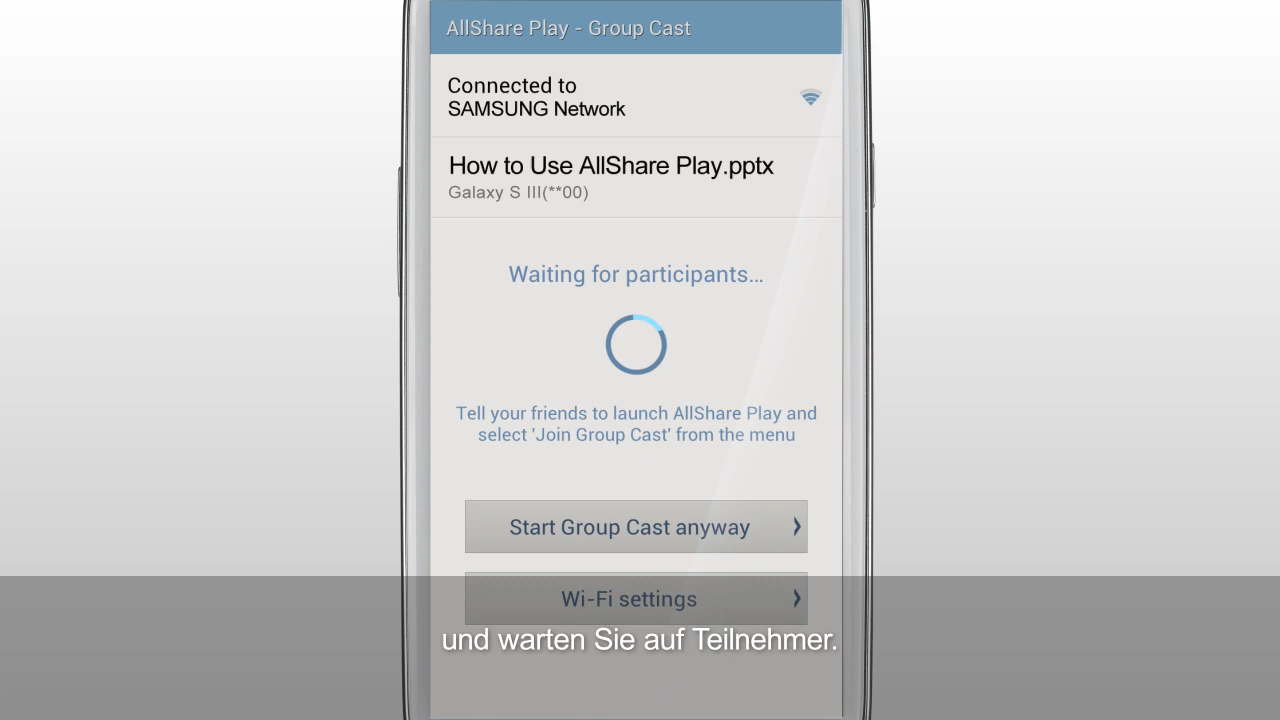 AllShare Play - Group Cast
Connected to
SAMSUNG Network
How to Use AllShare Play.pptx
Galaxy S III(**00)
Waiting for participants...
Tell your friends to launch AllShare Play and
select 'Join Group Cast' from the menu
Start Group Cast anyway
Wi-Fi settings
und warten Sie auf Teilnehmer.